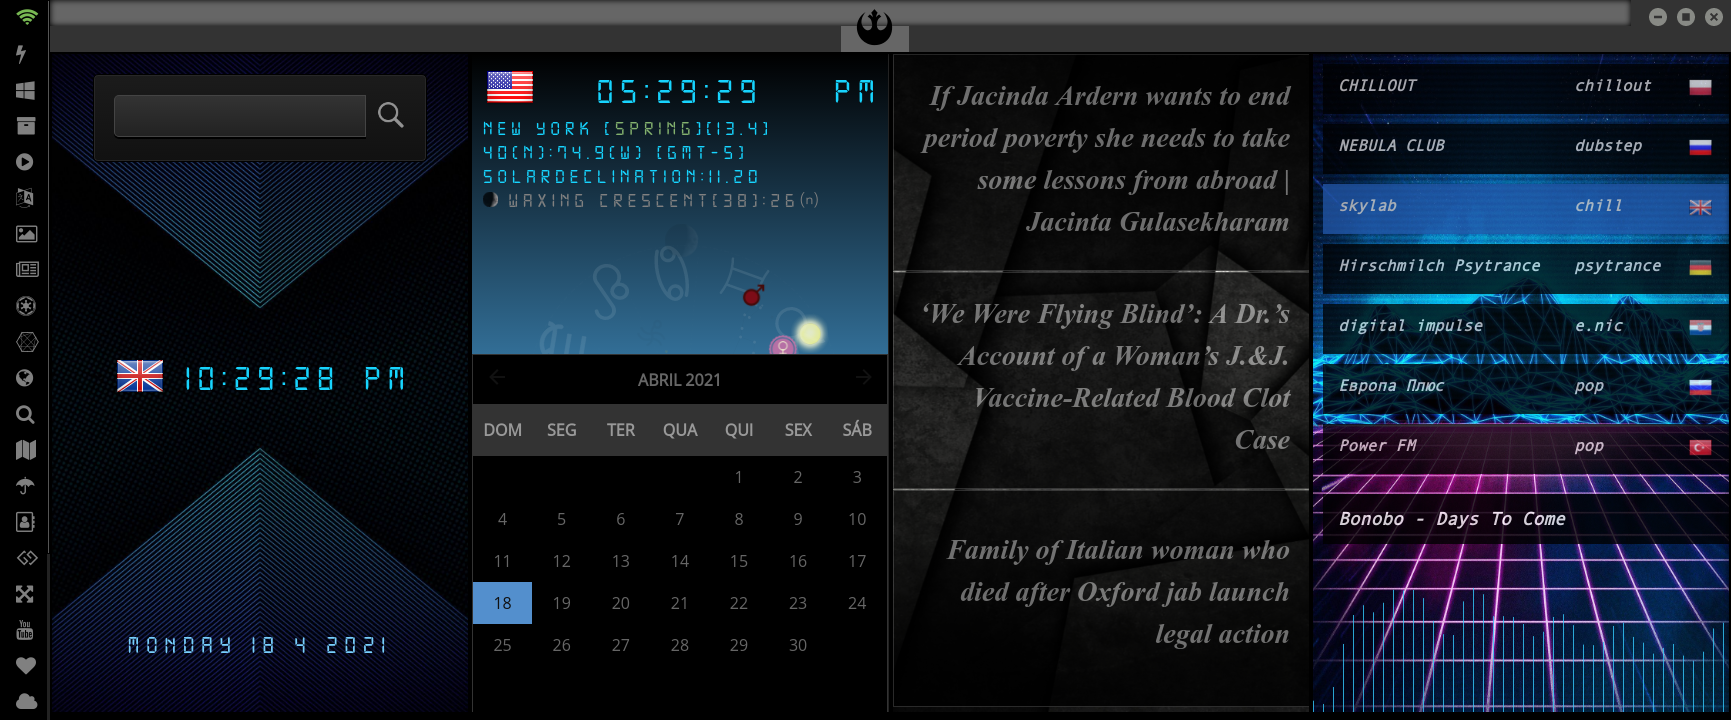 10:29:28 PM
MONDAY 18 4 2021
05:29:29 PM
NEW YORK [SPRING][13.4]
40(N):74.9(W) [GMT-5]
SOLARDECLINATION:11.20
WAXING CRESCENT[38]:26(n)
ABRIL 2021
DOM SEG TER QUA QUI SEX SÁB
1 2 3
4 5 6 7 8 9 10
11 12 13 14 15 16 17
18 19 20 21 22 23 24
25 26 27 28 29 30
If Jacinda Ardern wants to end
period poverty she needs to take
some lessons from abroad |
Jacinta Gulasekharam
‘We Were Flying Blind’: A Dr.’s
Account of a Woman’s J.&J.
Vaccine-Related Blood Clot
Case
Family of Italian woman who
died after Oxford jab launch
legal action
CHILLOUT chillout
NEBULA CLUB dubstep
skylab chill
Hirschmilch Psytrance psytrance
digital impulse e.nic
Европа Плюс pop
Power FM pop
Bonobo - Days To Come
You
Tube